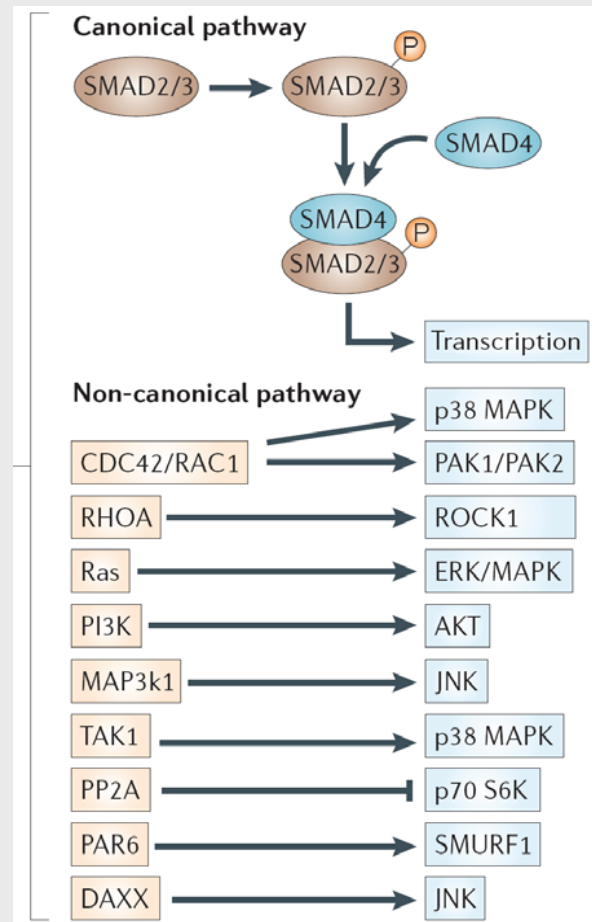 Canonical pathway
P
SMAD2/3
SMAD2/3
SMAD4
SMAD4
P
SMAD2/3
Transcription
Non-canonical pathway
p38 MAPK
CDC42/RAC1
PAK1/PAK2
RHOA
ROCK1
Ras
ERK/MAPK
PI3K
AKT
MAP3k1
JNK
TAK1
p38 MAPK
PP2A
p70 S6K
PAR6
SMURF1
DAXX
JNK